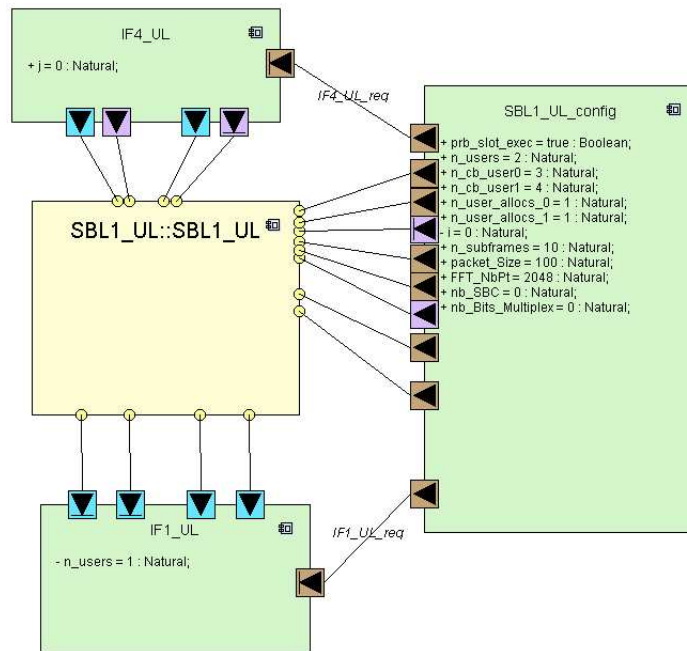 IF4_UL
+ j = 0 : Natural;
IF4_UL_req
SBL1_UL_config
+ prb_slot_exec = true : Boolean;
+ n_users = 2 : Natural;
+ n_cb_user0 = 3 : Natural;
+ n_cb_user1 = 4 : Natural;
+ n_user_allocs_0 = 1 : Natural;
+ n_user_allocs_1 = 1 : Natural;
- i = 0 : Natural;
+ n_subframes = 10 : Natural;
+ packet_Size = 100 : Natural;
+ FFT_NbPt = 2048 : Natural;
+ nb_SBC = 0 : Natural;
+ nb_Bits_Multiplex = 0 : Natural;
SBL1_UL::SBL1_UL
IF1_UL
IF1_UL_req
- n_users = 1 : Natural;